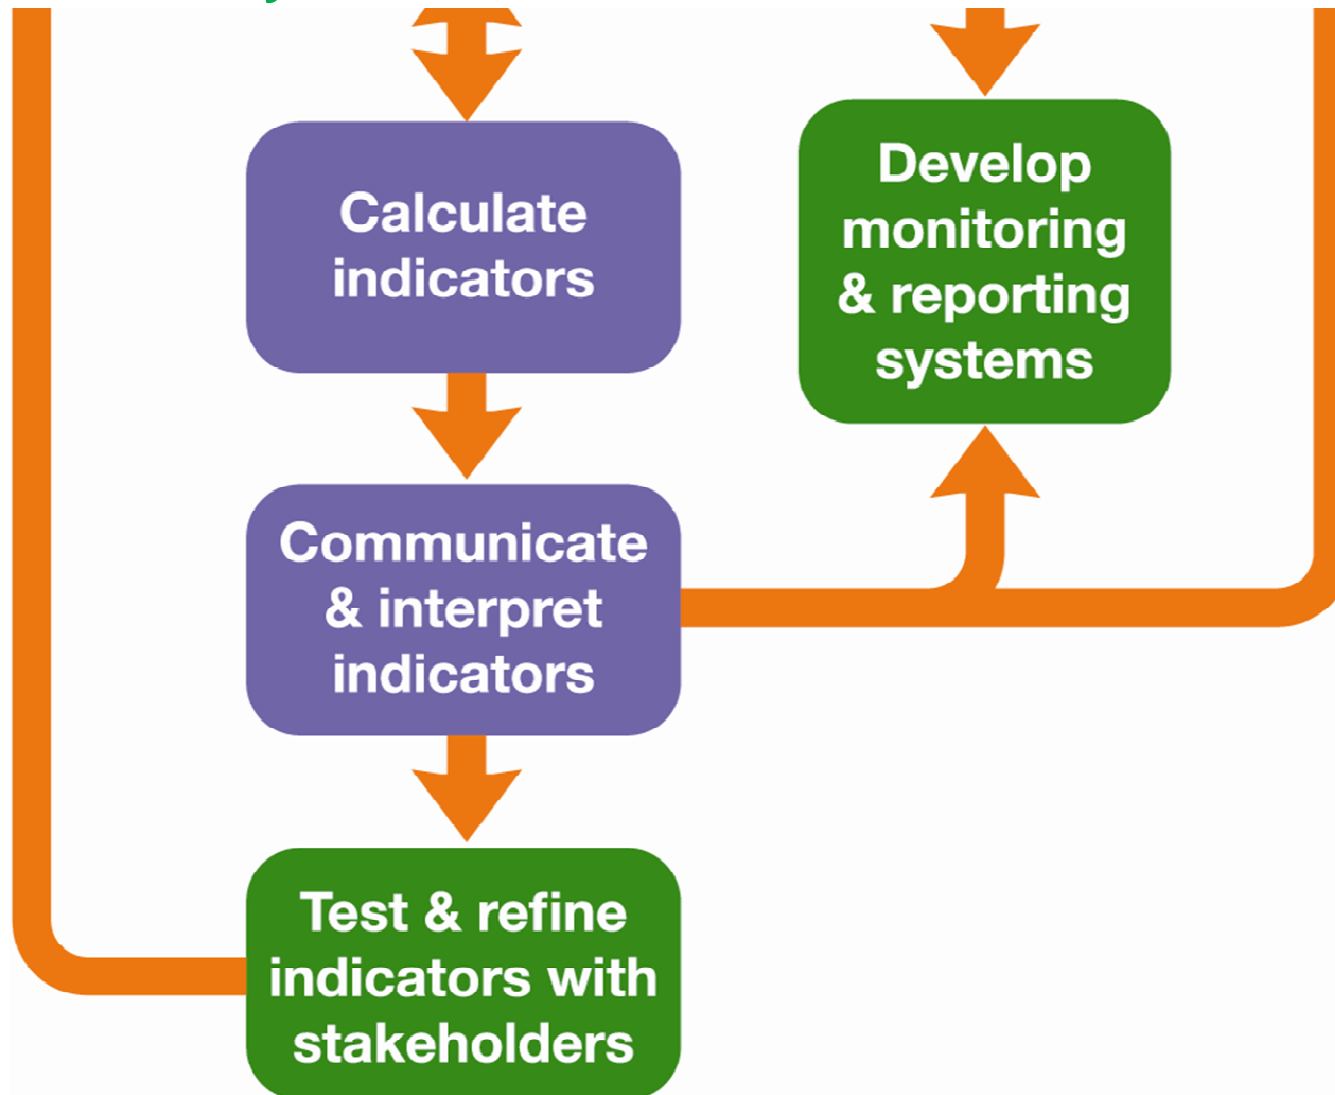 Calculate
indicators
Develop
monitoring
& reporting
systems
Communicate
& interpret
indicators
Test & refine
indicators with
stakeholders